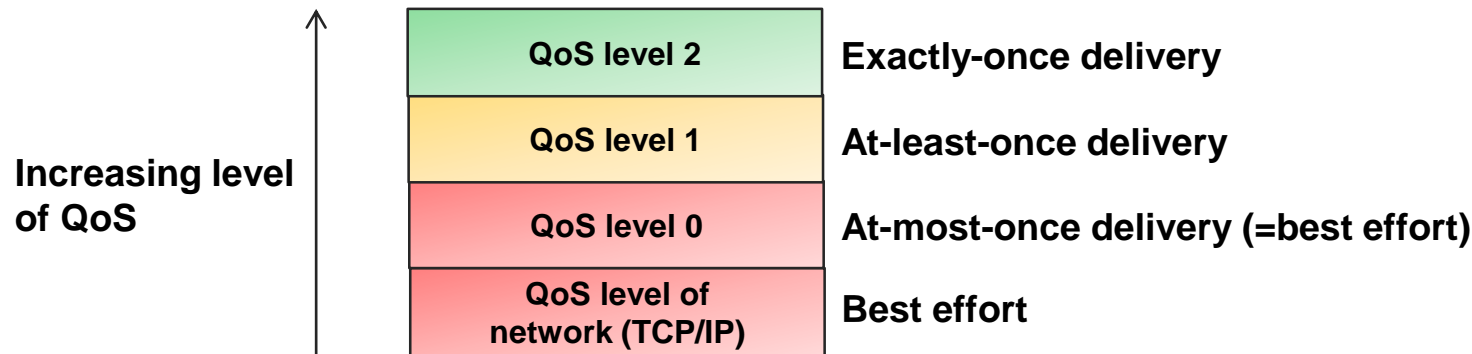 QoS level 2
Exactly-once delivery
QoS level 1
At-least-once delivery
Increasing level
of QoS
QoS level 0
At-most-once delivery (=best effort)
QoS level of
network (TCP/IP)
Best effort